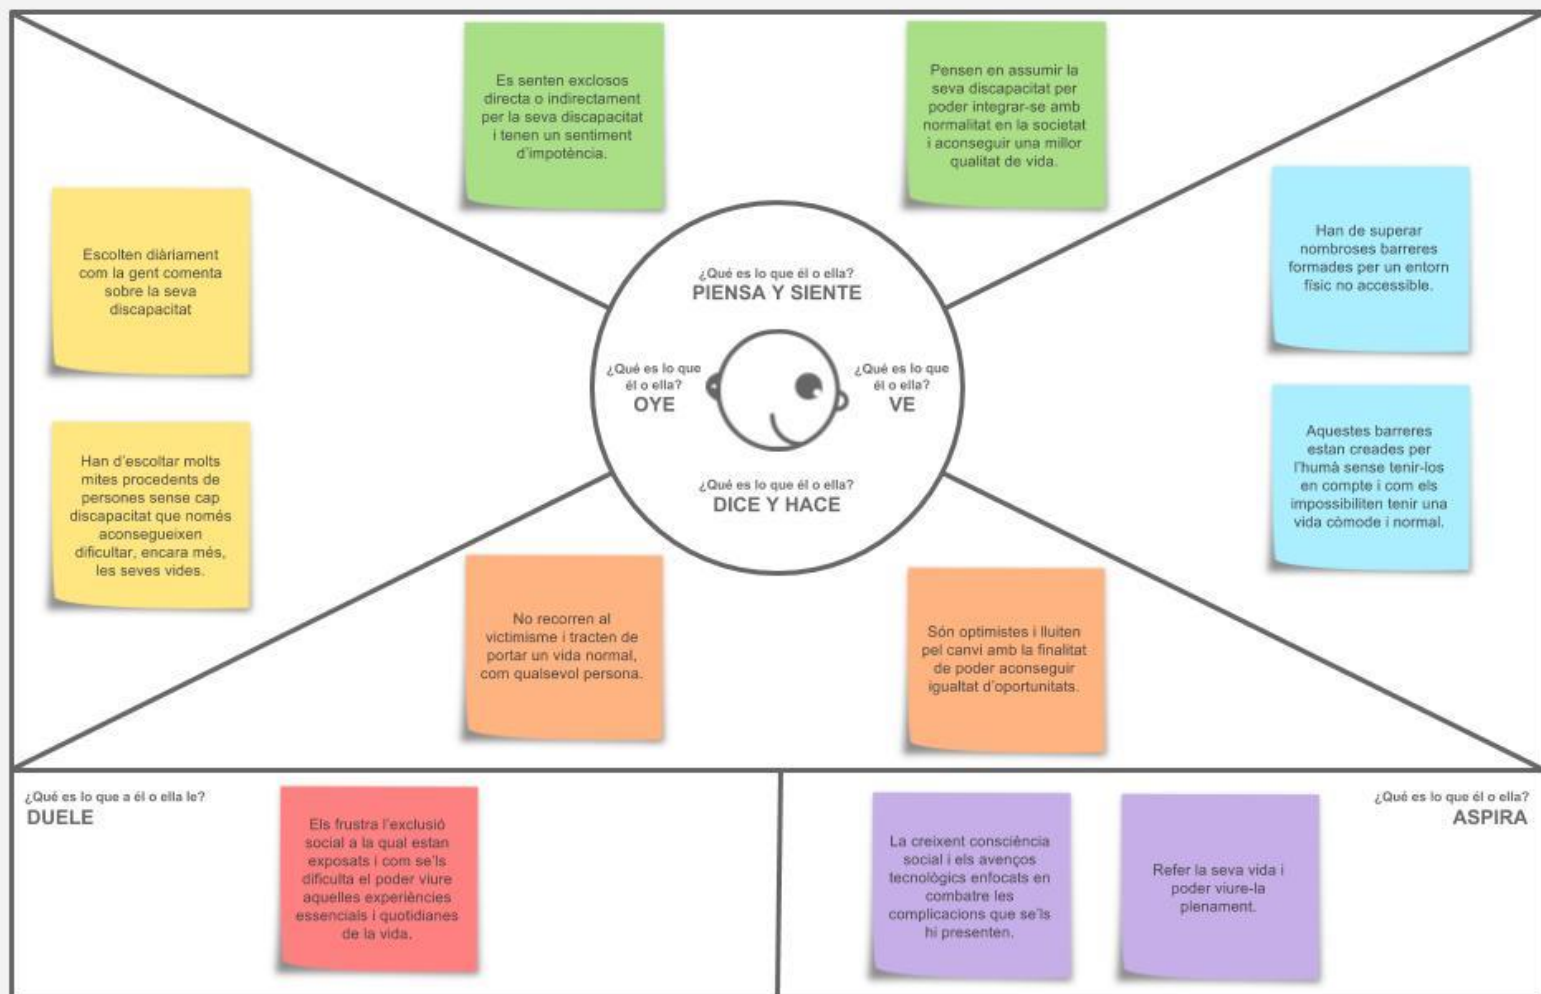 Es senten exclosos
directa o indirectament
per la seva discapacitat
i tenen un sentiment
d'impotència.
Pensen en assumir la
seva discapacitat per
poder integrar-se amb
normalitat en la societat
i aconseguir una millor
qualitat de vida.
Escolten diàriament
com la gent comenta
sobre la seva
discapacitat
Han d'escoltar molts
mites procedents de
persones sense cap
discapacitat que només
aconsegueixen
dificultar, encara més,
les seves vides.
¿Qué es lo que él o ella?
PIENSA Y SIENTE
¿Qué es lo que
él o ella?
OYE
¿Qué es lo que
él o ella?
VE
¿Qué es lo que él o ella?
DICE Y HACE
Han de superar
nombroses barreres
formades per un entorn
físic no accessible.
Aquestes barreres
estan creades per
l'humà sense tenir-los
en compte i com els
impossibiliten tenir una
vida còmode i normal.
No recorren al
victimisme i tracten de
portar un vida normal,
com qualsevol persona.
Són optimistes i lluiten
pel canvi amb la finalitat
de poder aconseguir
igualtat d'oportunitats.
¿Qué es lo que a él o ella le?
DUELE
Els frustra l'exclusió
social a la qual estan
exposats i com se'ls
dificulta el poder viure
aquelles experiències
essencials i quotidianes
de la vida.
¿Qué es lo que él o ella?
ASPIRA
La creixent consciència
social i els avenços
tecnològics enfocats en
combatre les
complicacions que se'ls
hi presenten.
Refer la seva vida i
poder viure-la
plenament.